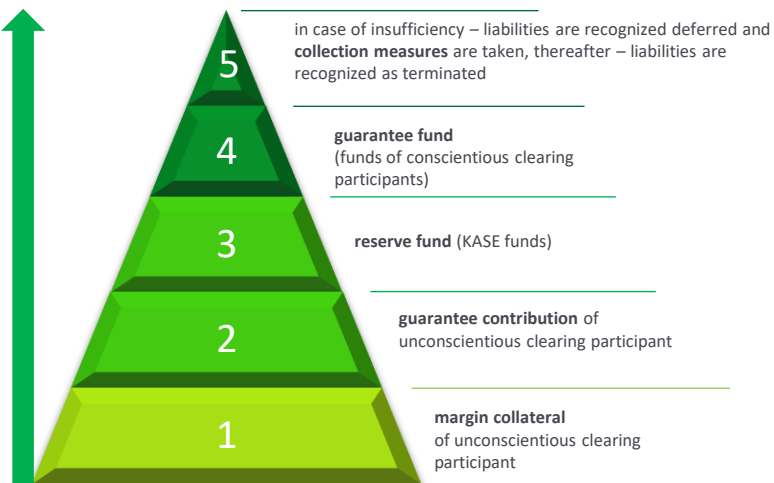 5
in case of insufficiency – liabilities are recognized deferred and
collection measures are taken, thereafter – liabilities are
recognized as terminated
4
guarantee fund
(funds of conscientious clearing
participants)
3
reserve fund (KASE funds)
2
guarantee contribution of
unconscientious clearing participant
1
margin collateral
of unconscientious clearing
participant